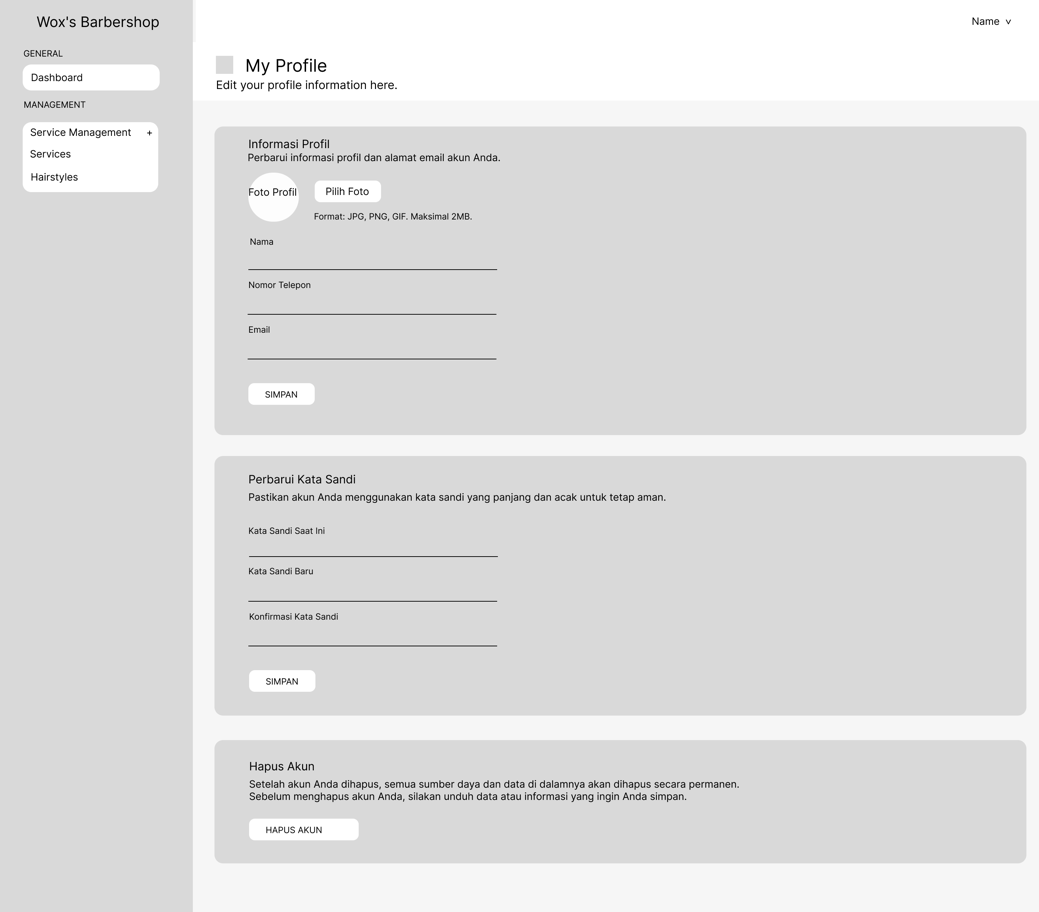 Wox's Barbershop
GENERAL
Dashboard
MANAGEMENT
Service Management +
Services
Hairstyles
Name v
My Profile
Edit your profile information here.
Informasi Profil
Perbarui informasi profil dan alamat email akun Anda.
Foto Profil
Pilih Foto
Format: JPG, PNG, GIF. Maksimal 2MB.
Nama
Nomor Telepon
Email
SIMPAN
Perbarui Kata Sandi
Pastikan akun Anda menggunakan kata sandi yang panjang dan acak untuk tetap aman.
Kata Sandi Saat Ini
Kata Sandi Baru
Konfirmasi Kata Sandi
SIMPAN
Hapus Akun
Setelah akun Anda dihapus, semua sumber daya dan data di dalamnya akan dihapus secara permanen.
Sebelum menghapus akun Anda, silakan unduh data atau informasi yang ingin Anda simpan.
HAPUS AKUN